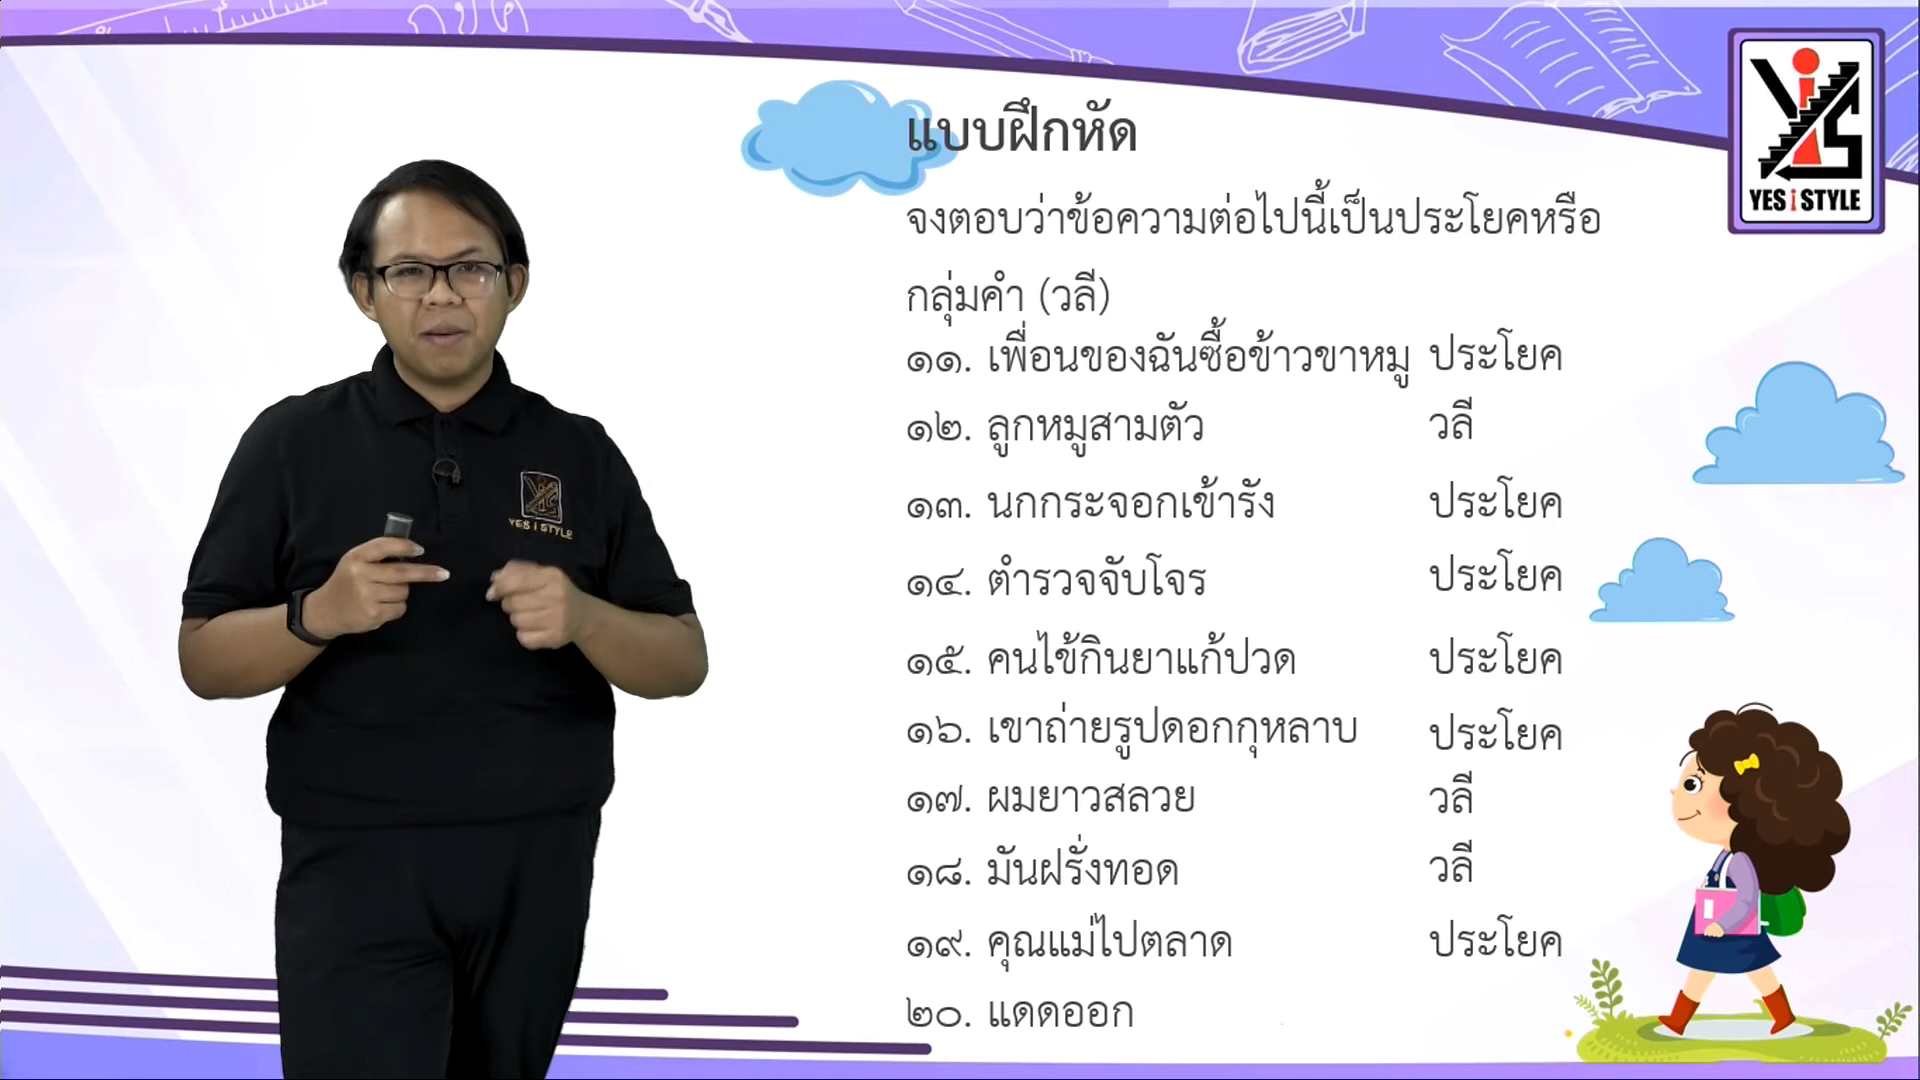 ก ข ค
YES i STYLE
แบบฝึกหัด
จงตอบว่าข้อความต่อไปนี้เป็นประโยคหรือ
กลุ่มคำ (วลี)
๑๑. เพื่อนของฉันซื้อข้าวขาหมู ประโยค
๑๒. ลูกหมูสามตัว วลี
๑๓. นกกระจอกเข้ารัง ประโยค
๑๔. ตำรวจจับโจร ประโยค
๑๕. คนไข้กินยาแก้ปวด ประโยค
๑๖. เขาถ่ายรูปดอกกุหลาบ ประโยค
๑๗. ผมยาวสลวย วลี
๑๘. มันฝรั่งทอด วลี
๑๙. คุณแม่ไปตลาด ประโยค
๒๐. แดดออก
YES i STYLE